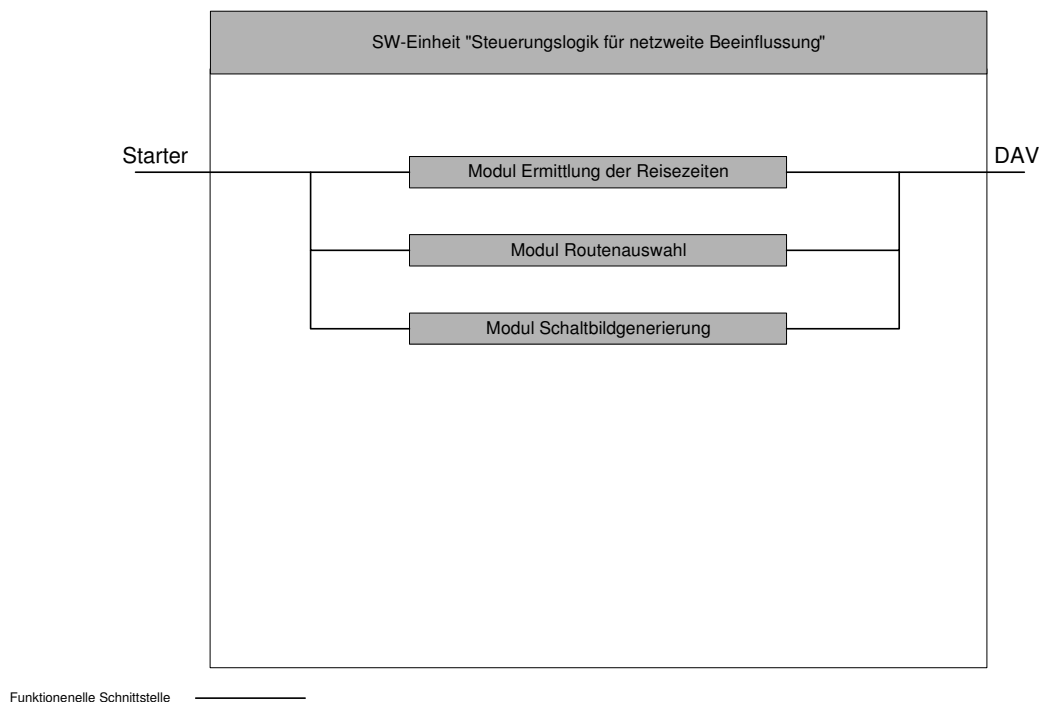 SW-Einheit "Steuerungslogik für netzweite Beeinflussung"
Starter
DAV
Modul Ermittlung der Reisezeiten
Modul Routenauswahl
Modul Schaltbildgenerierung
Funktionenelle Schnittstelle